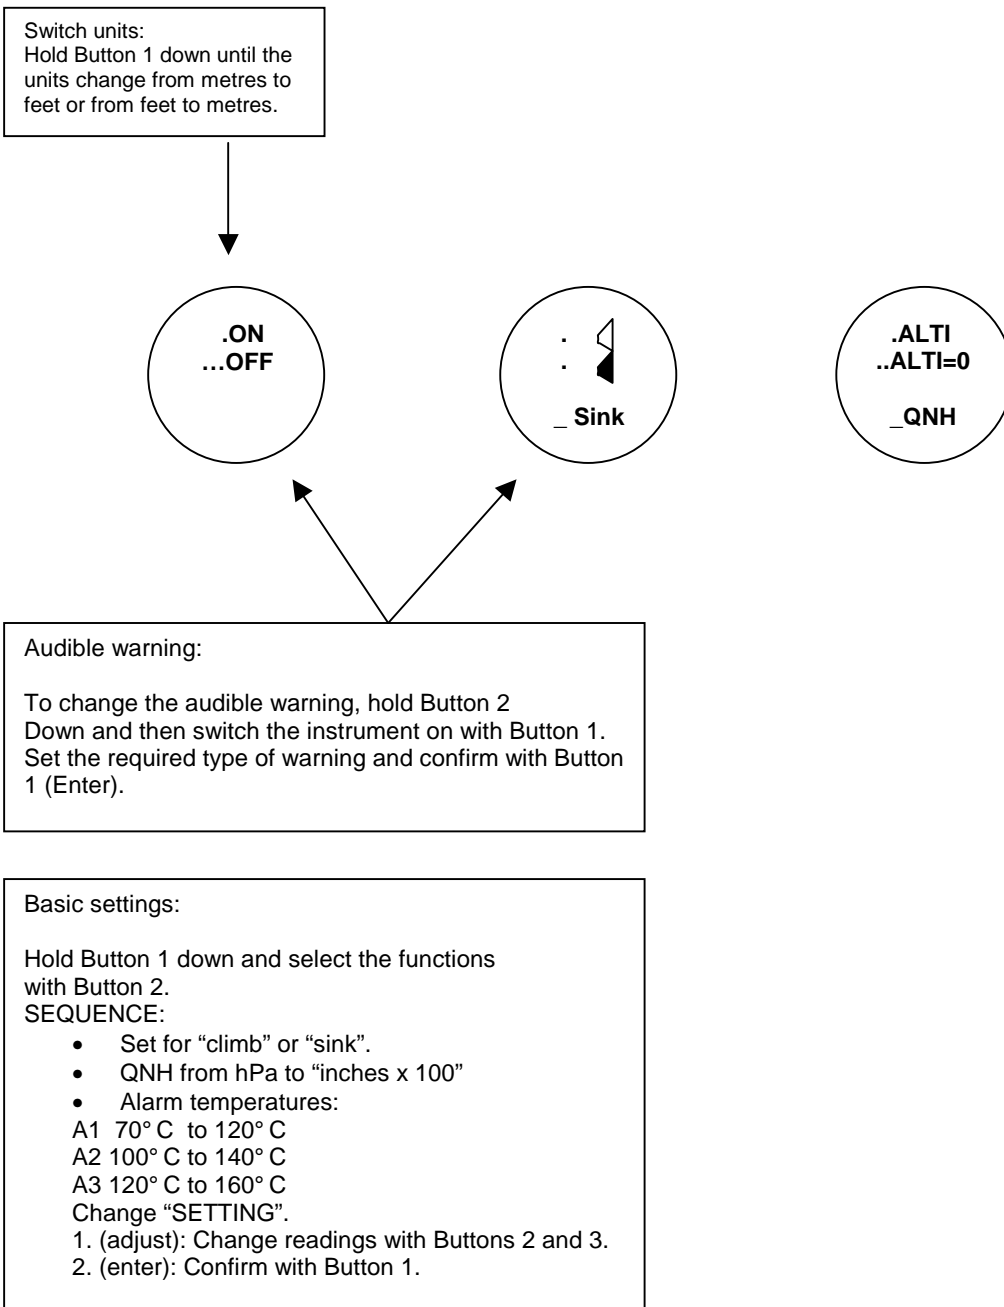 Switch units:
Hold Button 1 down until the
units change from metres to
feet or from feet to metres.
.ON
...OFF
.
.
_ Sink
.ALTI
..ALTI=0
_QNH
Audible warning:
To change the audible warning, hold Button 2
Down and then switch the instrument on with Button 1.
Set the required type of warning and confirm with Button
1 (Enter).
Basic settings:
Hold Button 1 down and select the functions
with Button 2.
SEQUENCE:
• Set for “climb” or “sink”.
• QNH from hPa to “inches x 100”
• Alarm temperatures:
A1 70° C to 120° C
A2 100° C to 140° C
A3 120° C to 160° C
Change “SETTING”.
1. (adjust): Change readings with Buttons 2 and 3.
2. (enter): Confirm with Button 1.